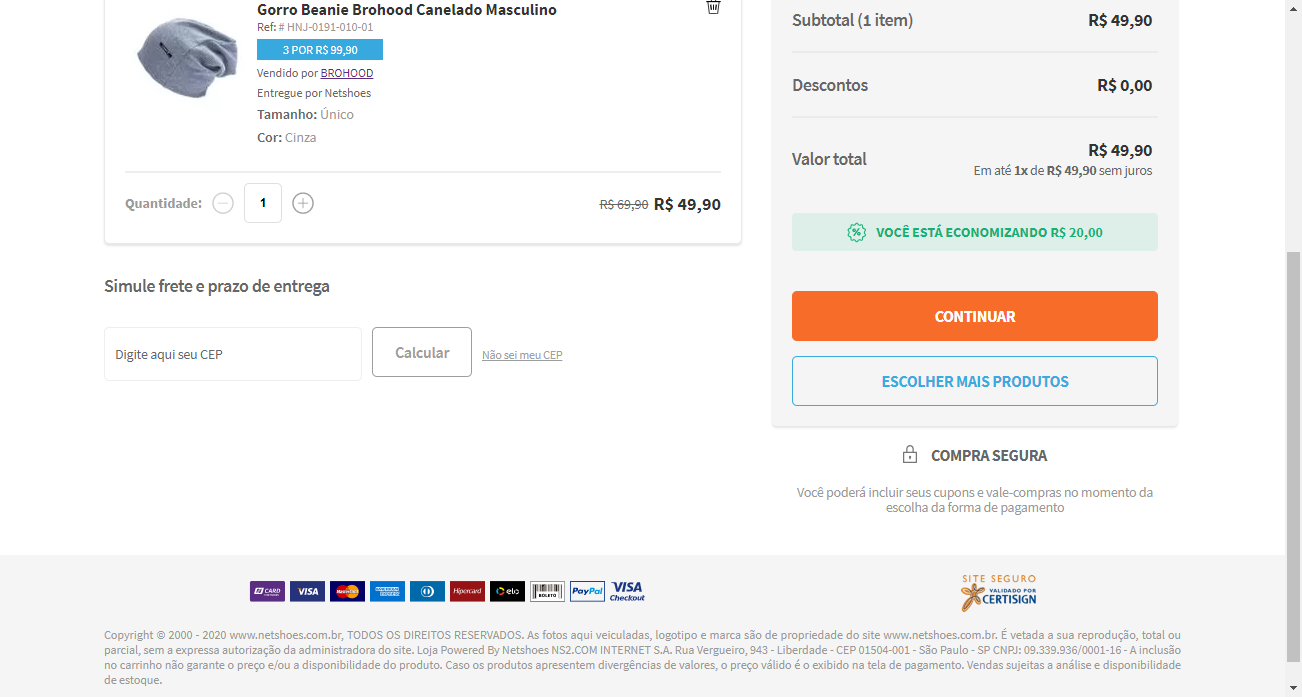 Gorro Beanie Brohood Canelado Masculino
Ref: # HNJ-0191-010-01
3 POR R$ 99,90
Vendido por BROHOOD
Entregue por Netshoes
Tamanho: Único
Cor: Cinza
Quantidade: 1
R$ 69,90 R$ 49,90
Simule frete e prazo de entrega
Digite aqui seu CEP
Calcular
Não sei meu CEP
Subtotal (1 item) R$ 49,90
Descontos R$ 0,00
Valor total R$ 49,90
Em até 1x de R$ 49,90 sem juros
VOCÊ ESTÁ ECONOMIZANDO R$ 20,00
CONTINUAR
ESCOLHER MAIS PRODUTOS
COMPRA SEGURA
Você poderá incluir seus cupons e vale-compras no momento da
escolha da forma de pagamento
CARD VISA MasterCard AMERICAN EXPRESS Hipercard elo BOLETO PayPal VISA Checkout
SITE SEGURO
VALIDADO POR
CERTISIGN
Copyright © 2000 - 2020 www.netshoes.com.br, TODOS OS DIREITOS RESERVADOS. As fotos aqui veiculadas, logotipo e marca são de propriedade do site www.netshoes.com.br. É vetada a sua reprodução, total ou
parcial, sem a expressa autorização da administradora do site. Loja Powered By Netshoes NS2.COM INTERNET S.A. Rua Vergueiro, 943 - Liberdade - CEP 01504-001 - São Paulo - SP CNPJ: 09.339.936/0001-16 - A inclusão
no carrinho não garante o preço e/ou a disponibilidade do produto. Caso os produtos apresentem divergências de valores, o preço válido é o exibido na tela de pagamento. Vendas sujeitas a análise e disponibilidade
de estoque.